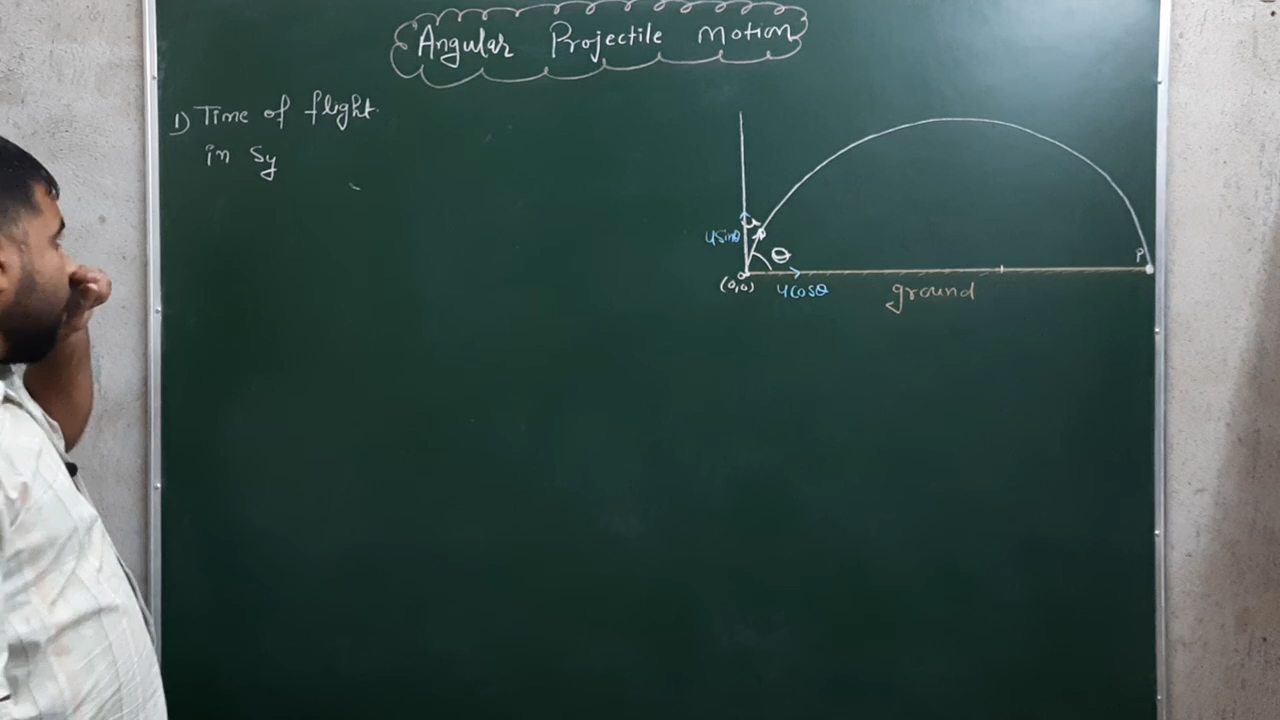 Angular Projectile Motion
1) Time of flight
in Sy
u
usinθ
θ
P
(0,0)
ucosθ
ground